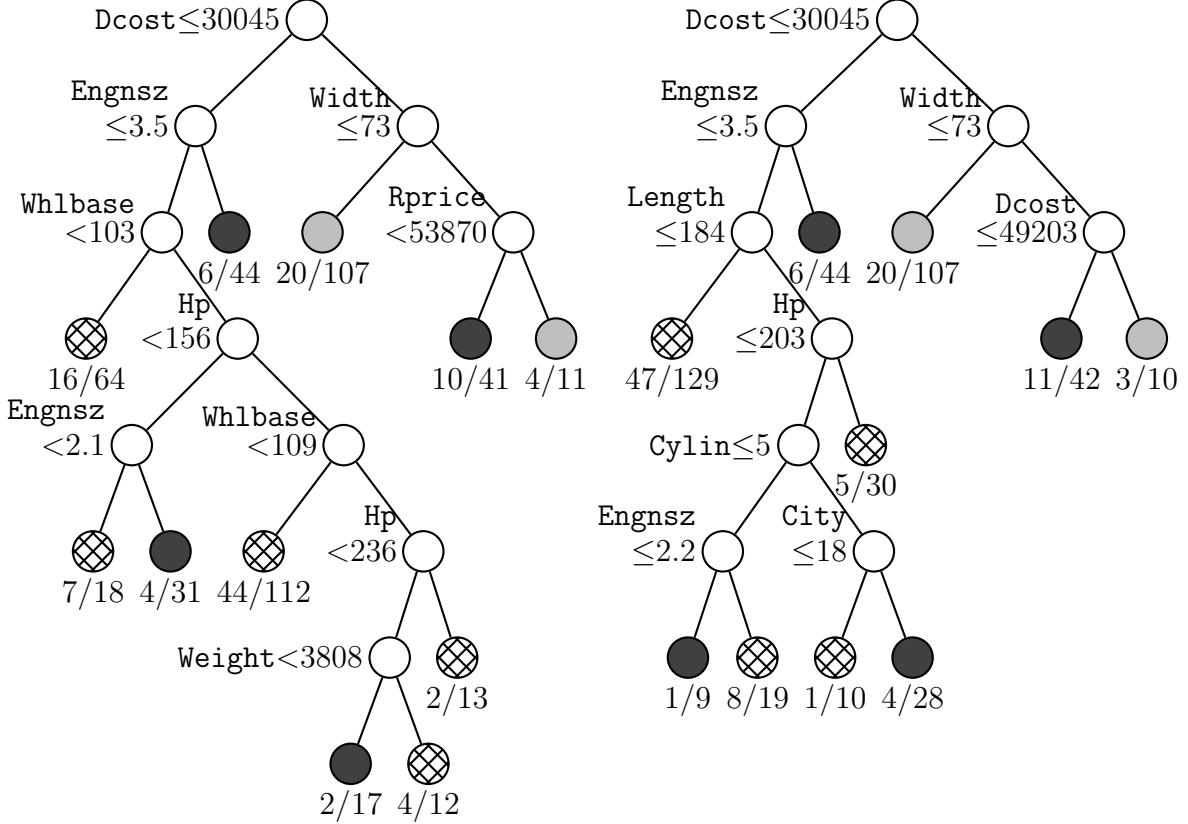 Dcost≤30045
Engnsz
≤3.5
Width
≤73
Whlbase
<103
6/44
20/107
Rprice
<53870
16/64
Hp
<156
10/41
4/11
Engnsz
<2.1
Whlbase
<109
7/18
4/31
44/112
Hp
<236
Weight<3808
2/13
2/17
4/12
Dcost≤30045
Engnsz
≤3.5
Width
≤73
Length
≤184
6/44
20/107
Dcost
≤49203
47/129
Hp
≤203
11/42
3/10
Cylin≤5
5/30
Engnsz
≤2.2
City
≤18
1/9
8/19
1/10
4/28